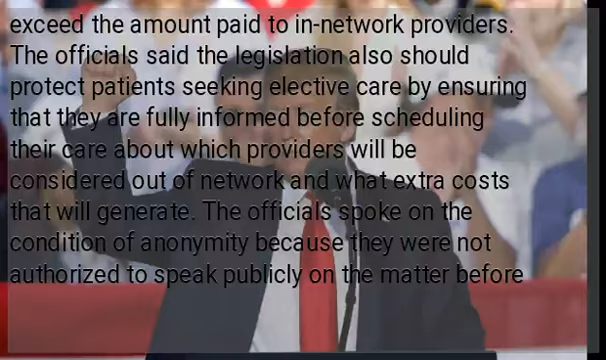 exceed the amount paid to in-network providers.
The officials said the legislation also should
protect patients seeking elective care by ensuring
that they are fully informed before scheduling
their care about which providers will be
considered out of network and what extra costs
that will generate. The officials spoke on the
condition of anonymity because they were not
authorized to speak publicly on the matter before